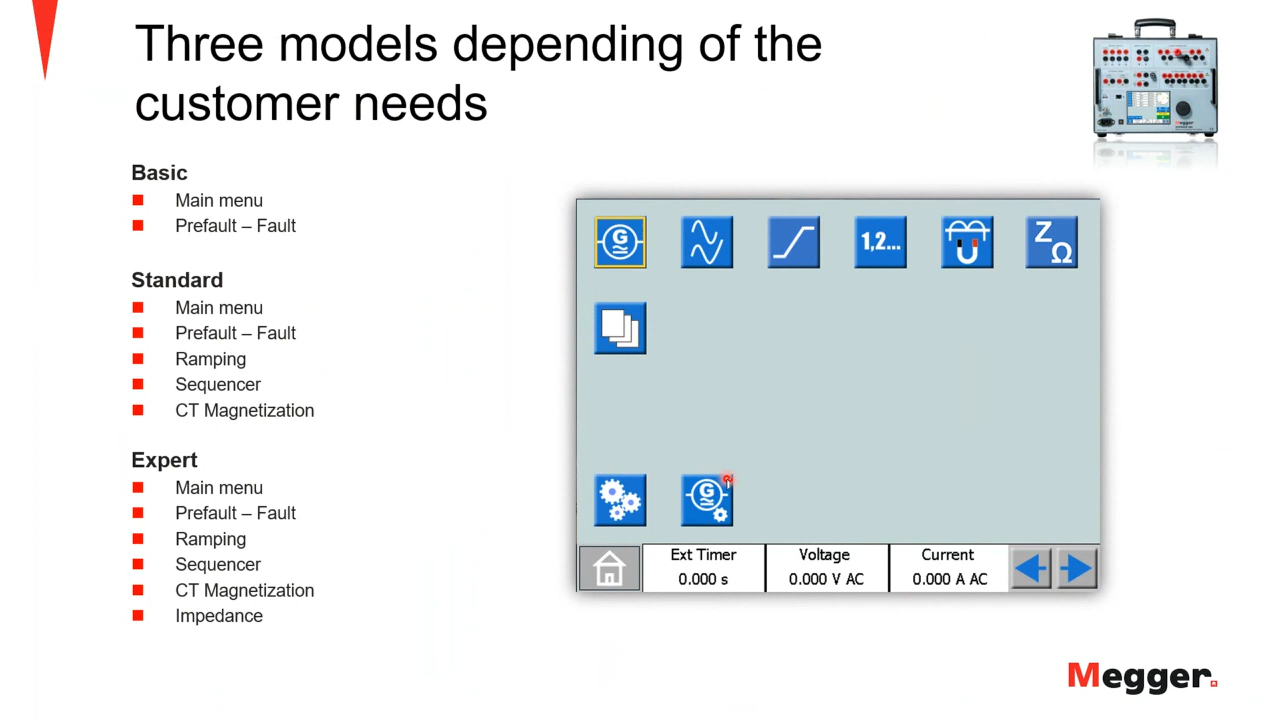 Three models depending of the
customer needs
Basic
Main menu
Prefault – Fault
Standard
Main menu
Prefault – Fault
Ramping
Sequencer
CT Magnetization
Expert
Main menu
Prefault – Fault
Ramping
Sequencer
CT Magnetization
Impedance
Megger
G
1,2...
Z
Ω
G
Ext Timer
0.000 s
Voltage
0.000 V AC
Current
0.000 A AC
Megger